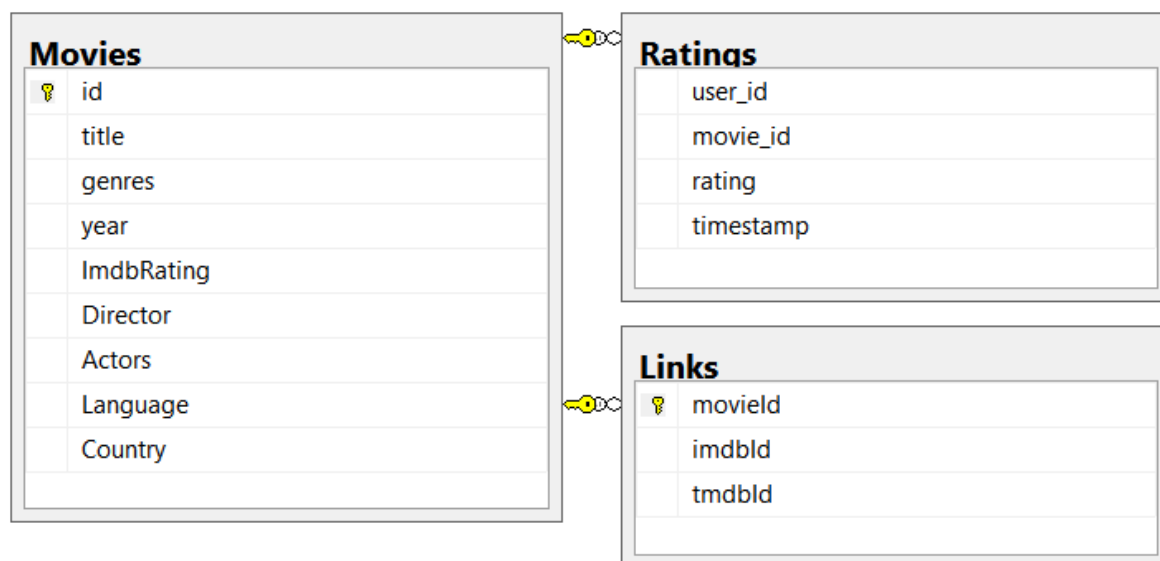 Movies
id
title
genres
year
ImdbRating
Director
Actors
Language
Country
Ratings
user_id
movie_id
rating
timestamp
Links
movieId
imdbId
tmdbId